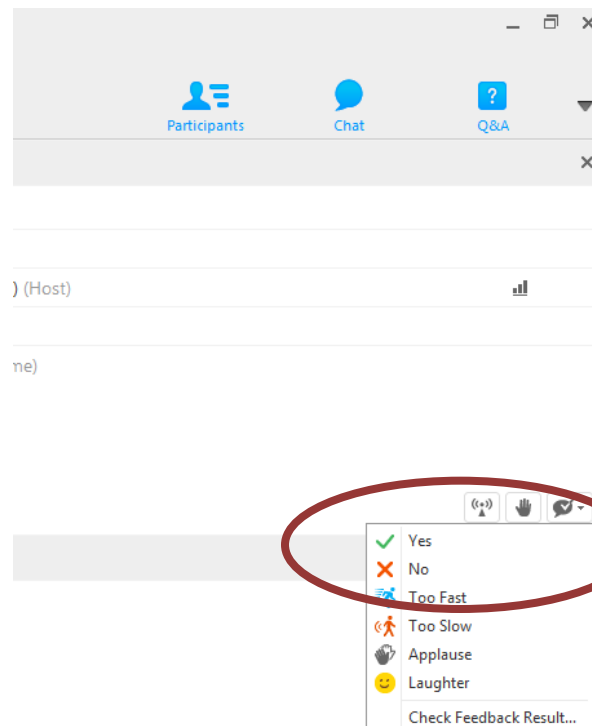 Participants Chat Q&A
) (Host)
me)
Yes
No
Too Fast
Too Slow
Applause
Laughter
Check Feedback Result...